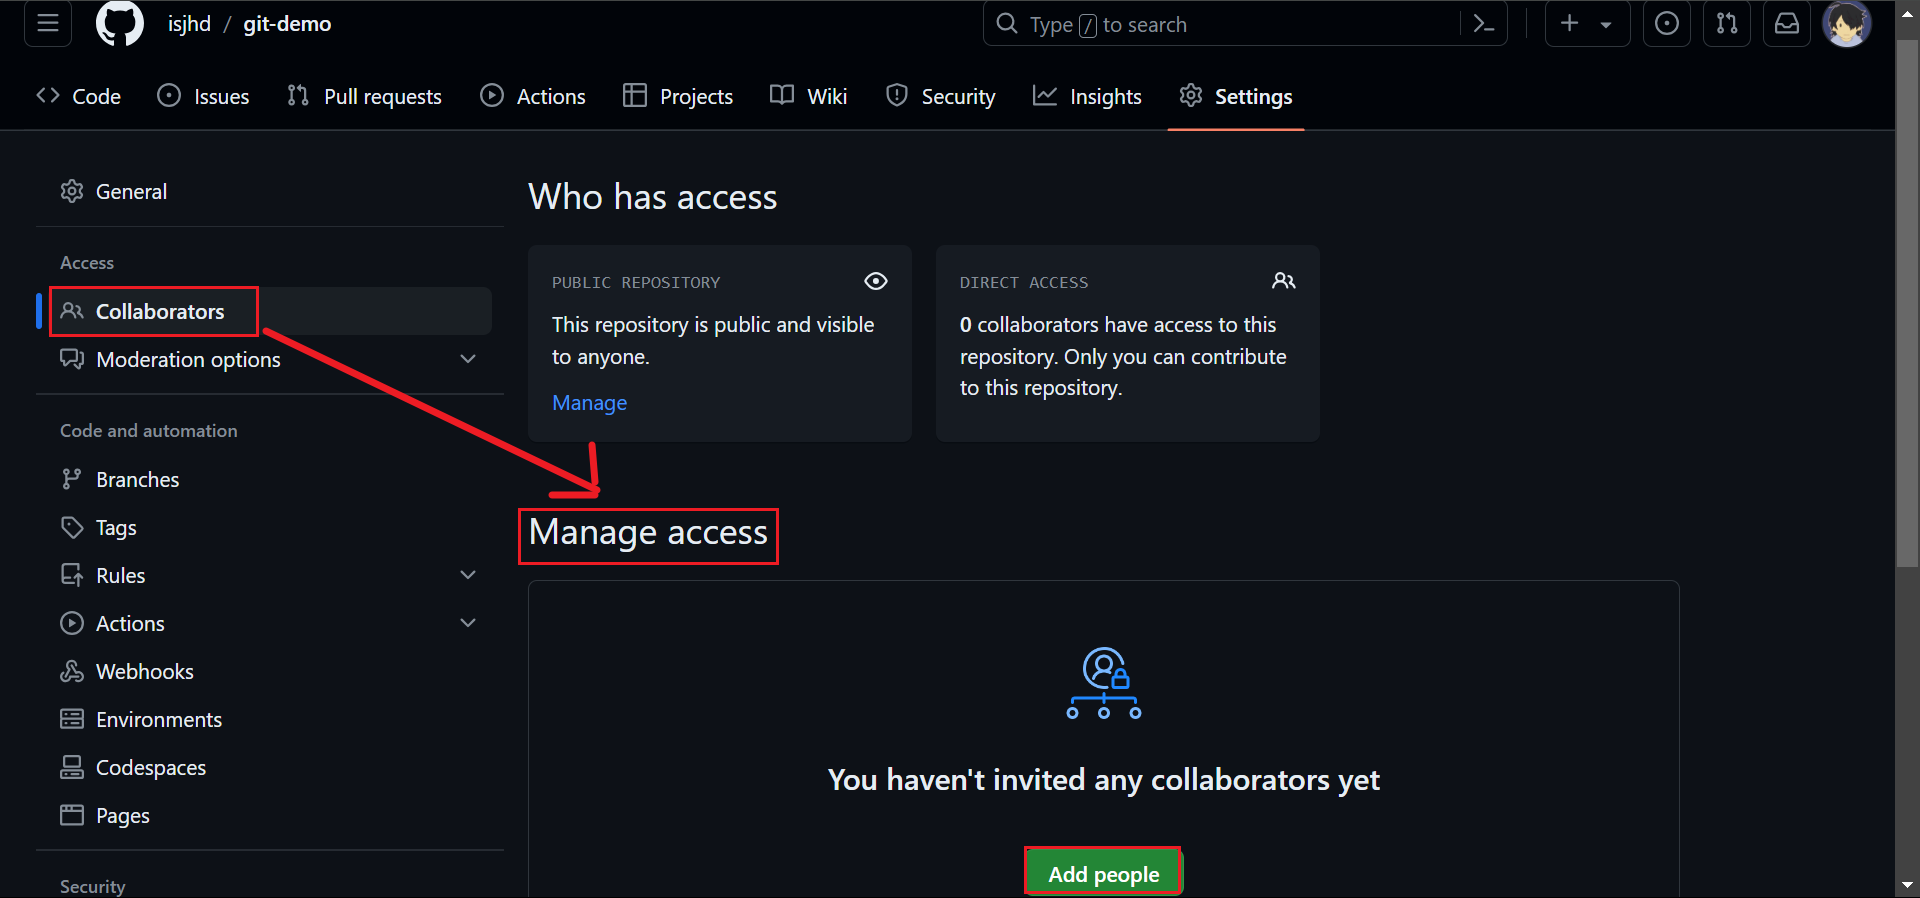 isjhd / git-demo
Type / to search
Code
Issues
Pull requests
Actions
Projects
Wiki
Security
Insights
Settings
General
Access
Collaborators
Moderation options
Code and automation
Branches
Tags
Rules
Actions
Webhooks
Environments
Codespaces
Pages
Security
Who has access
PUBLIC REPOSITORY
This repository is public and visible
to anyone.
Manage
DIRECT ACCESS
0 collaborators have access to this
repository. Only you can contribute
to this repository.
Manage access
You haven't invited any collaborators yet
Add people